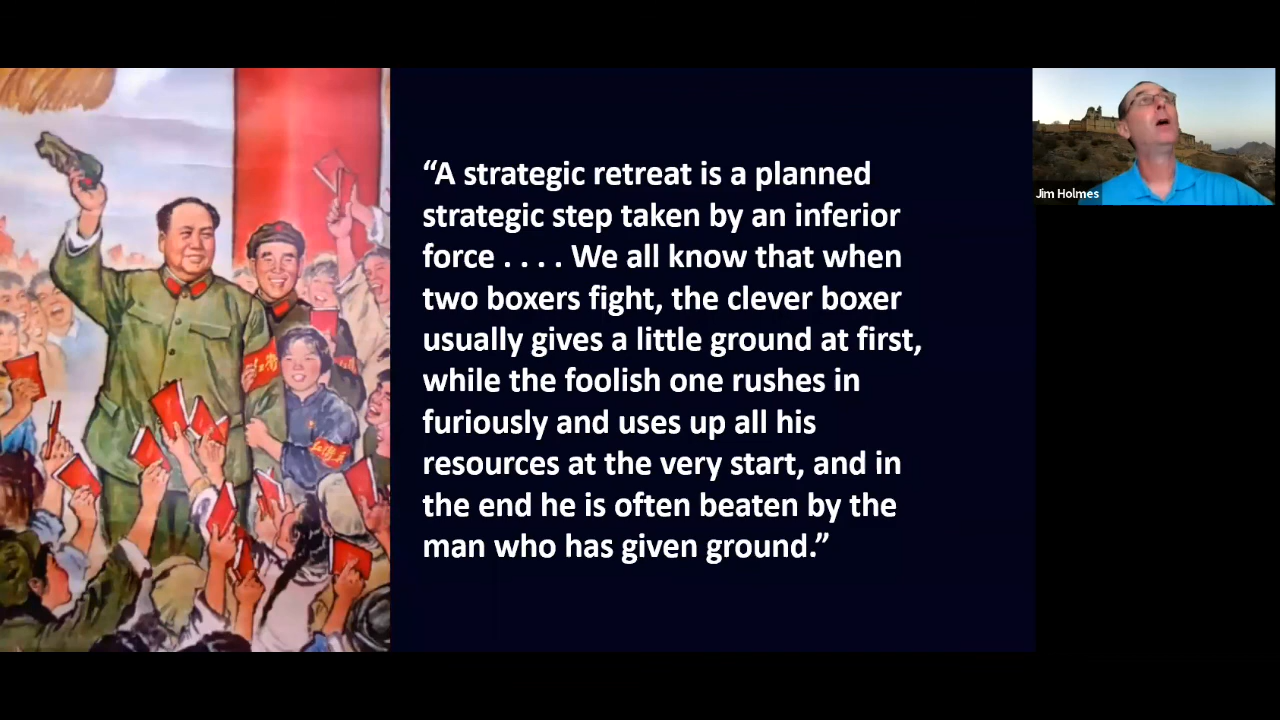 “A strategic retreat is a planned
strategic step taken by an inferior
force . . . . We all know that when
two boxers fight, the clever boxer
usually gives a little ground at first,
while the foolish one rushes in
furiously and uses up all his
resources at the very start, and in
the end he is often beaten by the
man who has given ground.”
Jim Holmes